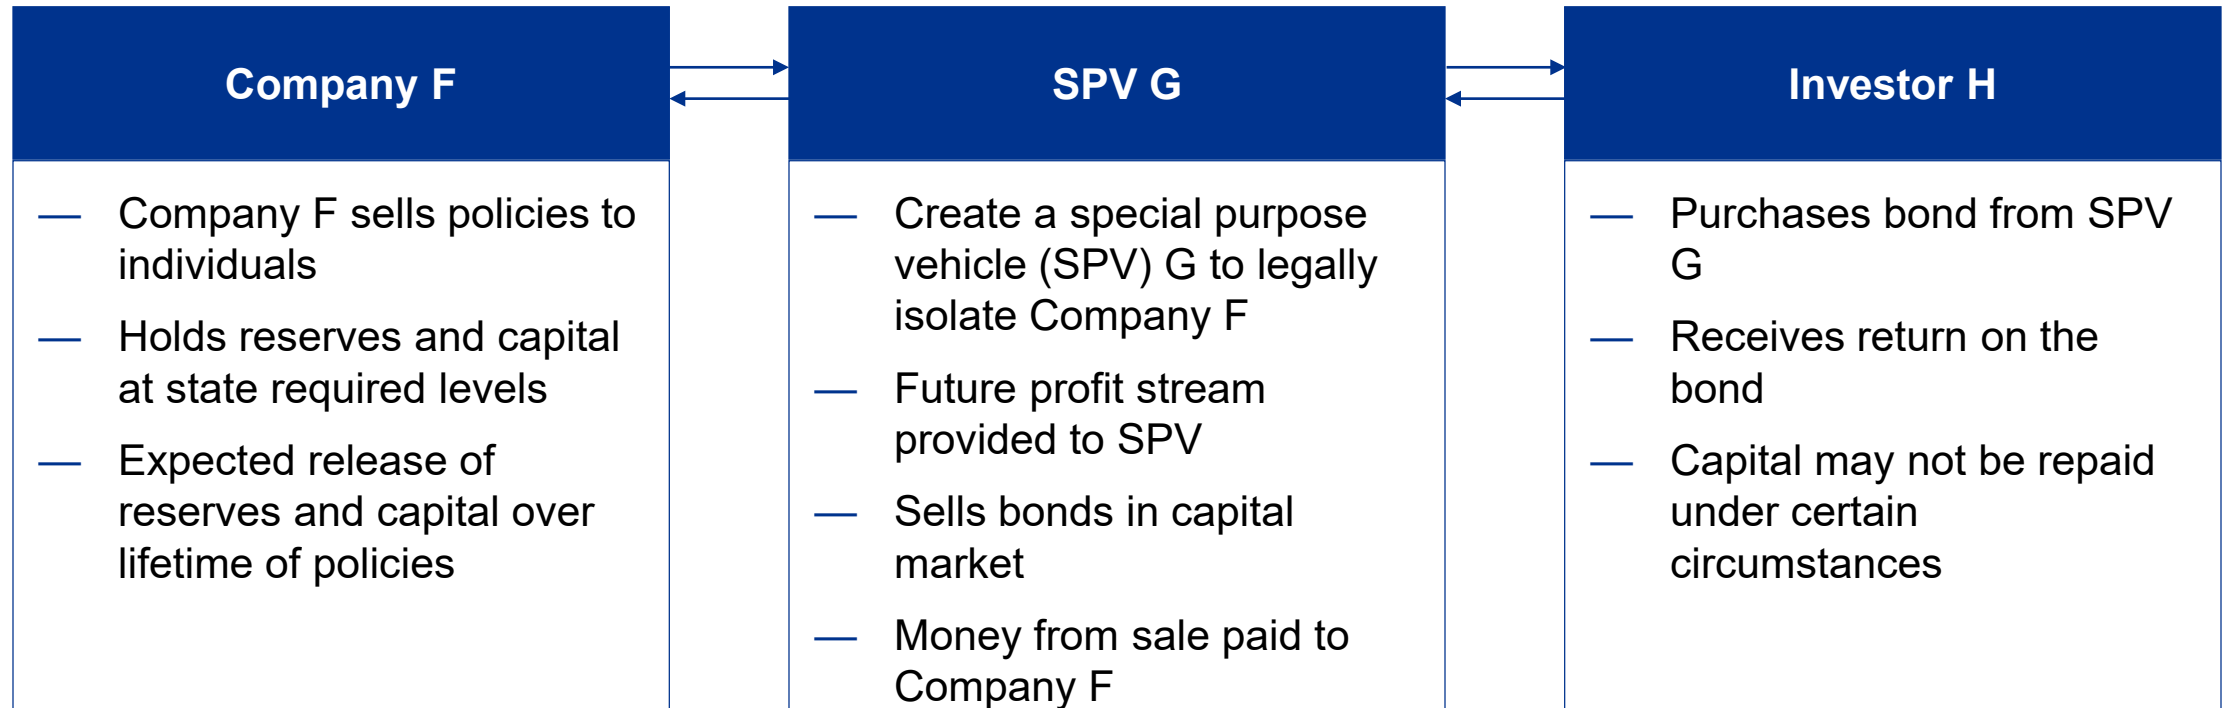 Company F
— Company F sells policies to
individuals
— Holds reserves and capital
at state required levels
— Expected release of
reserves and capital over
lifetime of policies
SPV G
— Create a special purpose
vehicle (SPV) G to legally
isolate Company F
— Future profit stream
provided to SPV
— Sells bonds in capital
market
— Money from sale paid to
Company F
Investor H
— Purchases bond from SPV
G
— Receives return on the
bond
— Capital may not be repaid
under certain
circumstances